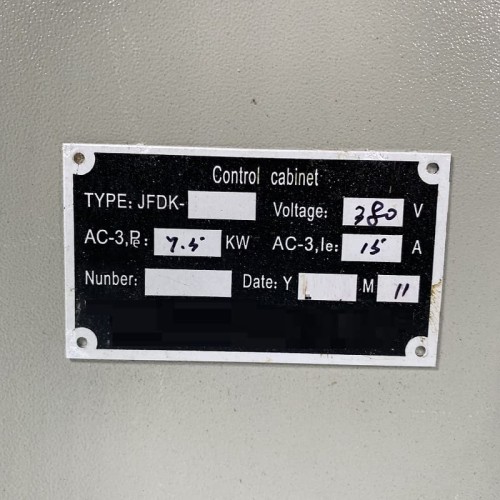 Control cabinet
TYPE: JFDK- Voltage: 380 V
AC-3,Pe: 7.5 KW AC-3,Ie: 15 A
Nunber: Date: Y M 11